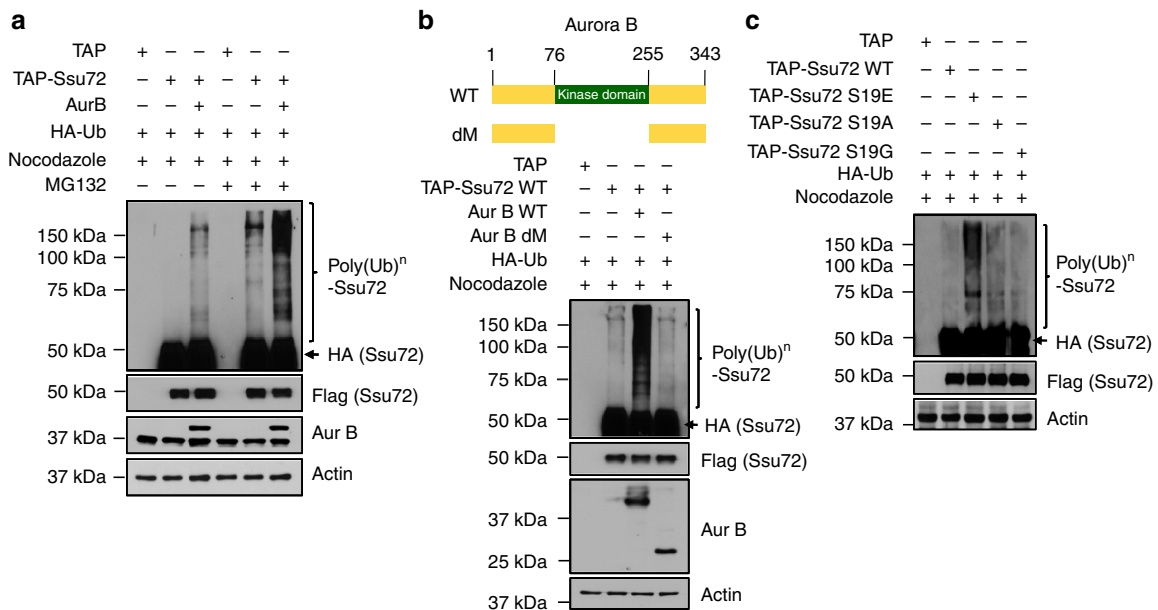 a
TAP + – – + – –
TAP-Ssu72 – + + – + +
AurB – – + – – +
HA-Ub + + + + + +
Nocodazole + + + + + +
MG132 – – – + + +
150 kDa
100 kDa
75 kDa
50 kDa
Poly(Ub)ⁿ
-Ssu72
HA (Ssu72)
50 kDa
Flag (Ssu72)
37 kDa
Aur B
37 kDa
Actin
b
Aurora B
1 76 255 343
WT Kinase domain
dM
TAP + – – –
TAP-Ssu72 WT – + + +
Aur B WT – – + –
Aur B dM – – – +
HA-Ub + + + +
Nocodazole + + + +
150 kDa
100 kDa
75 kDa
50 kDa
Poly(Ub)ⁿ
-Ssu72
HA (Ssu72)
50 kDa
Flag (Ssu72)
37 kDa
25 kDa
Aur B
37 kDa
Actin
c
TAP + – – – –
TAP-Ssu72 WT – + – – –
TAP-Ssu72 S19E – – + – –
TAP-Ssu72 S19A – – – + –
TAP-Ssu72 S19G – – – – +
HA-Ub + + + + +
Nocodazole + + + + +
150 kDa
100 kDa
75 kDa
50 kDa
Poly(Ub)ⁿ
-Ssu72
HA (Ssu72)
50 kDa
Flag (Ssu72)
37 kDa
Actin